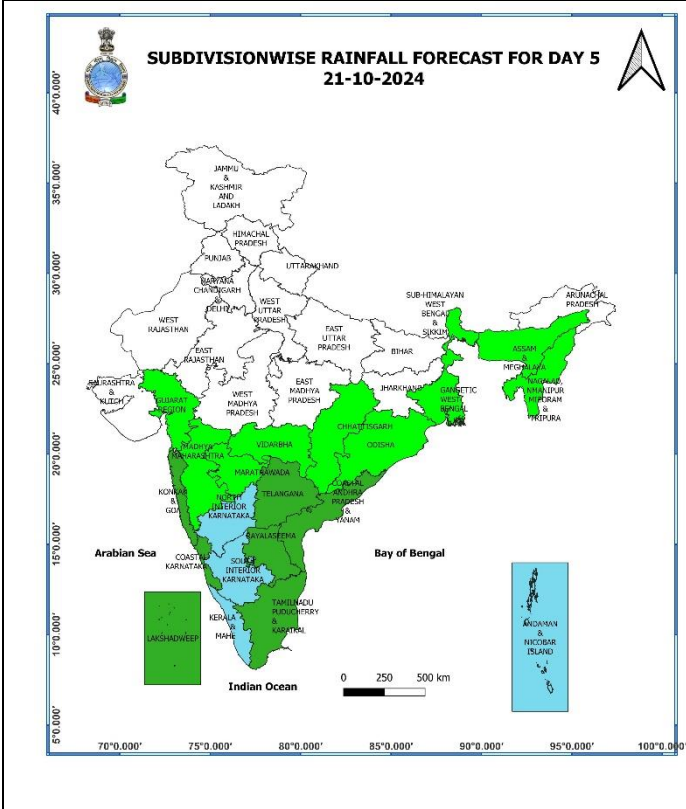 SUBDIVISIONWISE RAINFALL FORECAST FOR DAY 5
21-10-2024
40°0.000'
35°0.000'
30°0.000'
25°0.000'
20°0.000'
15°0.000'
10°0.000'
5°0.000'
JAMMU
&
KASHMIR
AND
LADAKH
HIMACHAL
PRADESH
PUNJAB
UTTARAKHAND
HARYANA
CHANDIGARH
&
DELHI
WEST
RAJASTHAN
WEST
UTTAR
PRADESH
SUB-HIMALAYAN
WEST
BENGAL
&
SIKKIM
ARUNACHAL
PRADESH
EAST
UTTAR
PRADESH
EAST
RAJASTHAN
BIHAR
ASSAM
&
MEGHALAYA
SAURASHTRA
&
KUTCH
GUJARAT
REGION
WEST
MADHYA
PRADESH
EAST
MADHYA
PRADESH
JHARKHAND
GANGETIC
WEST
BENGAL
NAGALAND,
MANIPUR
MIZORAM
&
TRIPURA
CHHATTISGARH
ODISHA
MADHYA
MAHARASHTRA
VIDARBHA
MARATHWADA
KONKAN
&
GOA
NORTH
INTERIOR
KARNATAKA
TELANGANA
COASTAL
ANDHRA
PRADESH
&
YANAM
RAYALASEEMA
Arabian Sea
Bay of Bengal
COASTAL
KARNATAKA
SOUTH
INTERIOR
KARNATAKA
LAKSHADWEEP
KERALA
&
MAHE
TAMILNADU
PUDUCHERRY
&
KARAIKAL
ANDAMAN
&
NICOBAR
ISLAND
Indian Ocean
0 250 500 km
70°0.000' 75°0.000' 80°0.000' 85°0.000' 90°0.000' 95°0.000' 100°0.000'